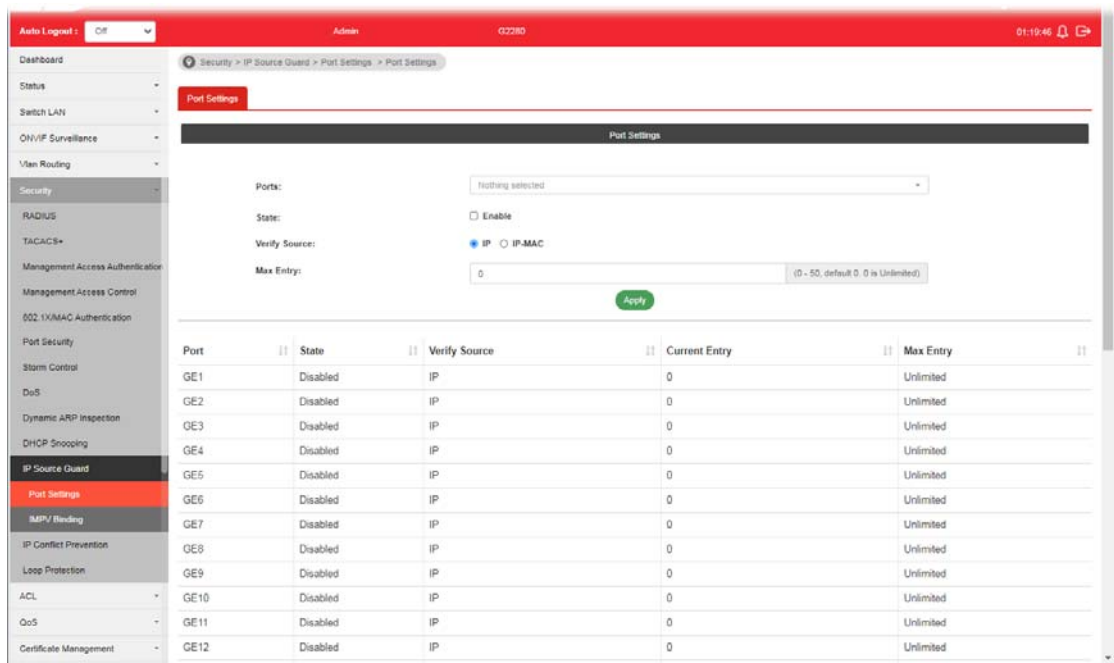 Auto Logout : Off Admin G2280 01:19:46
Dashboard
Status
Switch LAN
ONVIF Surveillance
Vlan Routing
Security
RADIUS
TACACS+
Management Access Authentication
Management Access Control
802.1X/MAC Authentication
Port Security
Storm Control
DoS
Dynamic ARP Inspection
DHCP Snooping
IP Source Guard
Port Settings
IMPV Binding
IP Conflict Prevention
Loop Protection
ACL
QoS
Certificate Management
Security > IP Source Guard > Port Settings > Port Settings
Port Settings
Port Settings
Ports: Nothing selected
State: Enable
Verify Source: IP IP-MAC
Max Entry: 0 (0 - 50, default 0. 0 is Unlimited)
Apply
Port State Verify Source Current Entry Max Entry
GE1 Disabled IP 0 Unlimited
GE2 Disabled IP 0 Unlimited
GE3 Disabled IP 0 Unlimited
GE4 Disabled IP 0 Unlimited
GE5 Disabled IP 0 Unlimited
GE6 Disabled IP 0 Unlimited
GE7 Disabled IP 0 Unlimited
GE8 Disabled IP 0 Unlimited
GE9 Disabled IP 0 Unlimited
GE10 Disabled IP 0 Unlimited
GE11 Disabled IP 0 Unlimited
GE12 Disabled IP 0 Unlimited